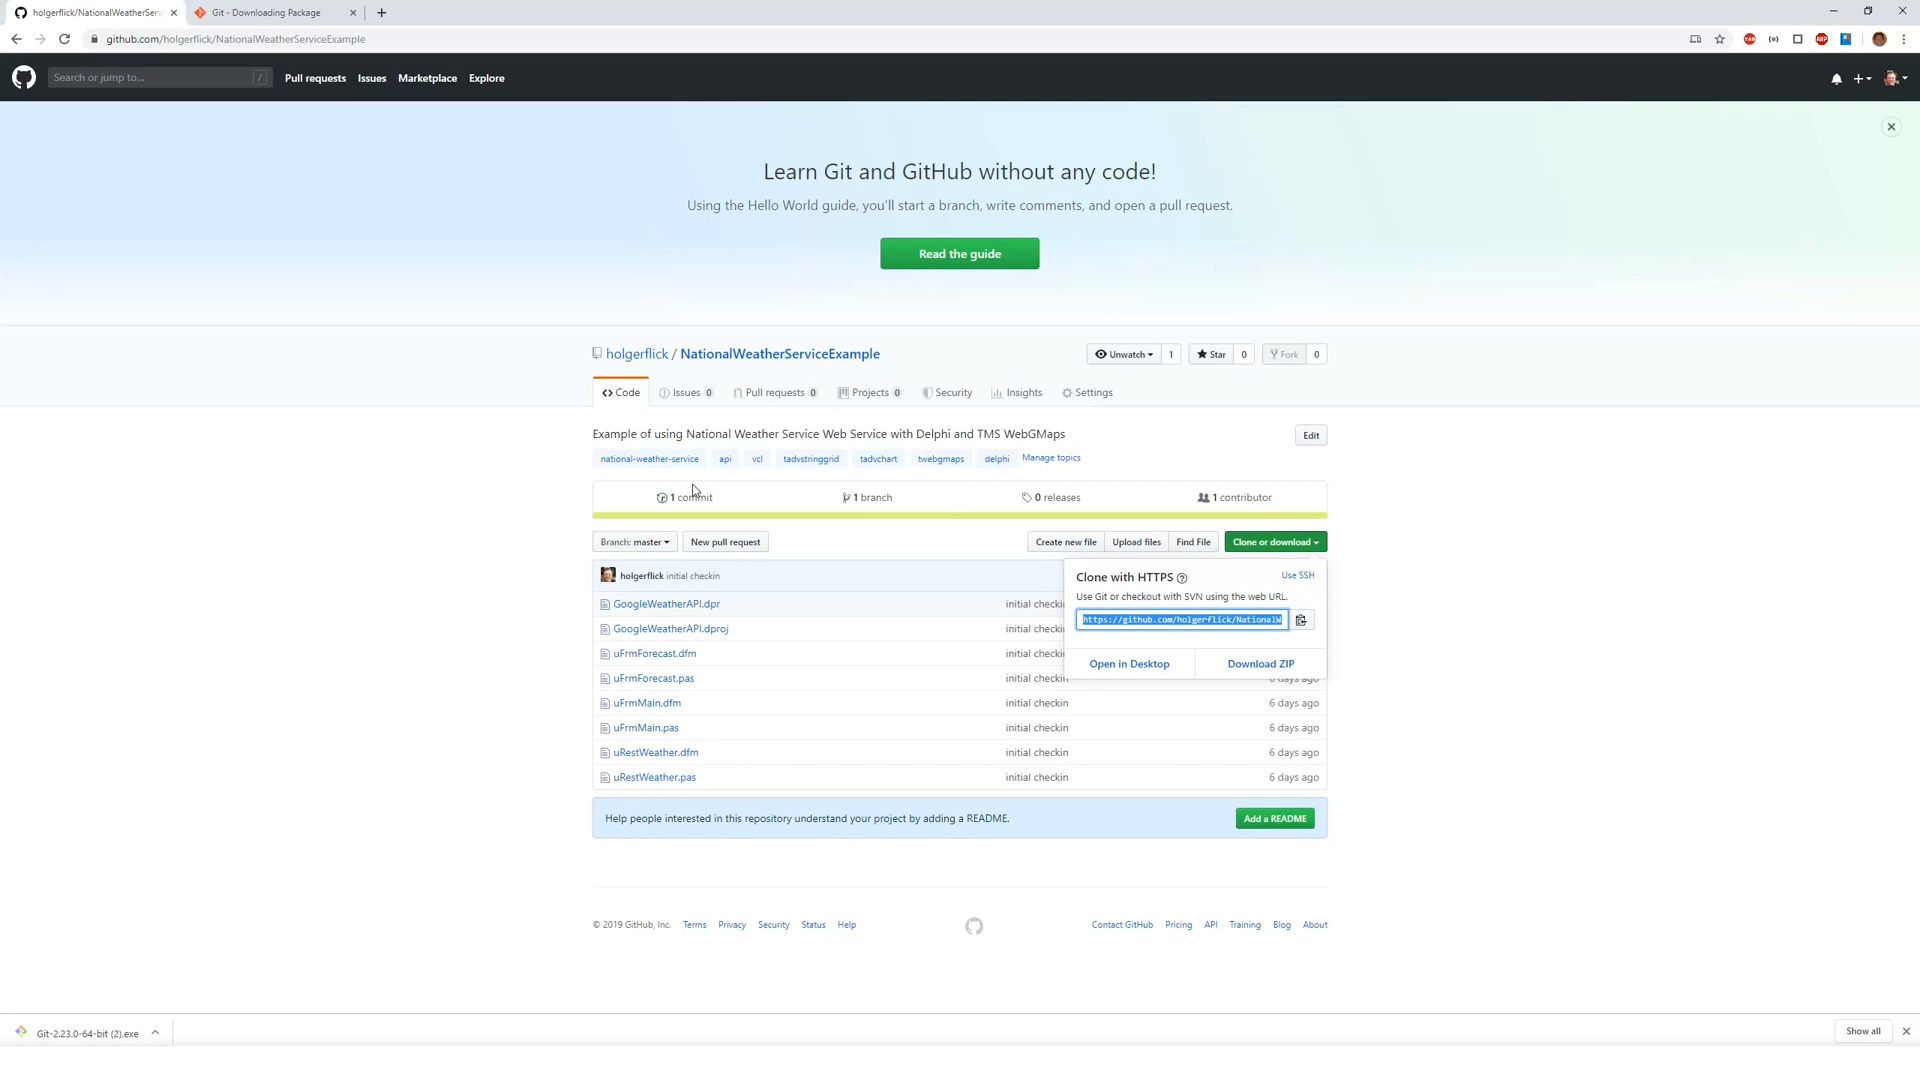 holgerflick/NationalWeatherServ
Git - Downloading Package
github.com/holgerflick/NationalWeatherServiceExample
Search or jump to... /
Pull requests Issues Marketplace Explore
Learn Git and GitHub without any code!
Using the Hello World guide, you'll start a branch, write comments, and open a pull request.
Read the guide
holgerflick / NationalWeatherServiceExample
Unwatch 1 Star 0 Fork 0
Code Issues 0 Pull requests 0 Projects 0 Security Insights Settings
Example of using National Weather Service Web Service with Delphi and TMS WebGMaps
Edit
national-weather-service api vcl tadvstringgrid tadvchart twebgmaps delphi Manage topics
1 commit 1 branch 0 releases 1 contributor
Branch: master New pull request Create new file Upload files Find File Clone or download
holgerflick initial checkin
Clone with HTTPS
Use SSH
Use Git or checkout with SVN using the web URL.
https://github.com/holgerflick/NationalW
Open in Desktop Download ZIP
GoogleWeatherAPI.dpr initial checkin
GoogleWeatherAPI.dproj initial checkin
uFrmForecast.dfm initial checkin
uFrmForecast.pas initial checkin 6 days ago
uFrmMain.dfm initial checkin 6 days ago
uFrmMain.pas initial checkin 6 days ago
uRestWeather.dfm initial checkin 6 days ago
uRestWeather.pas initial checkin 6 days ago
Help people interested in this repository understand your project by adding a README.
Add a README
© 2019 GitHub, Inc. Terms Privacy Security Status Help
Contact GitHub Pricing API Training Blog About
Git-2.23.0-64-bit (2).exe
Show all